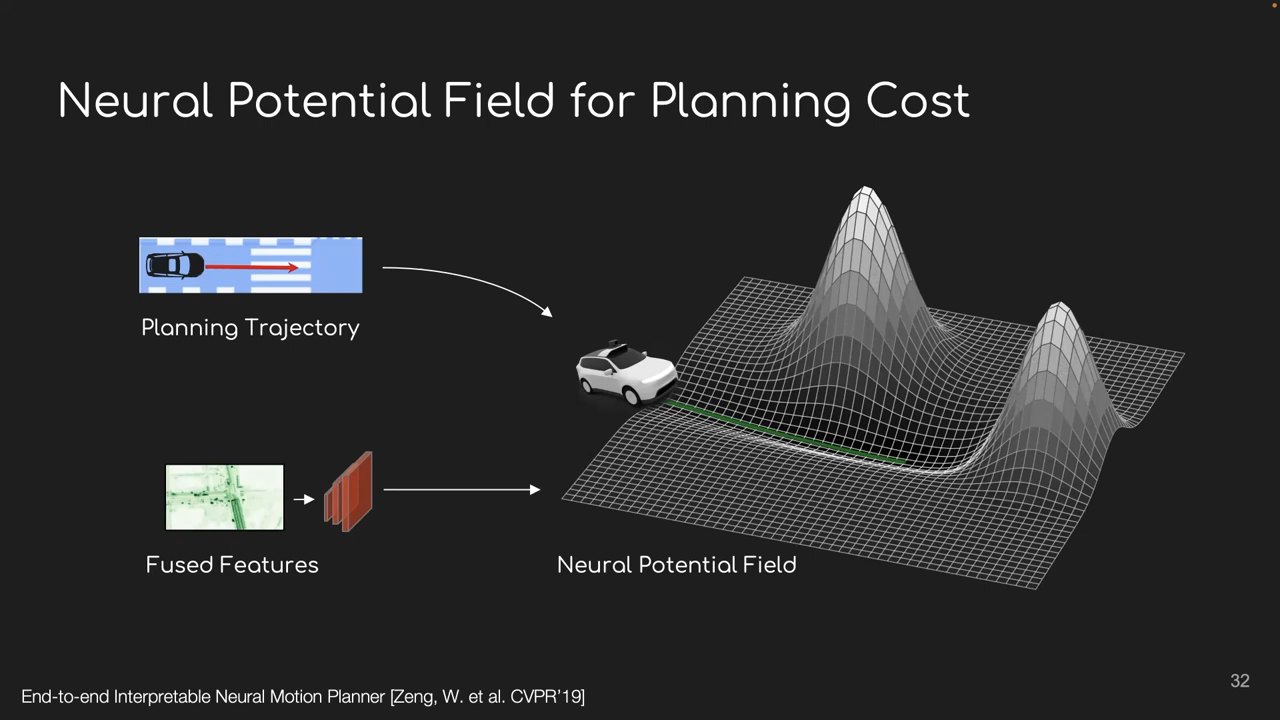 Neural Potential Field for Planning Cost
Planning Trajectory
Fused Features
Neural Potential Field
End-to-end Interpretable Neural Motion Planner [Zeng, W. et al. CVPR’19]
32